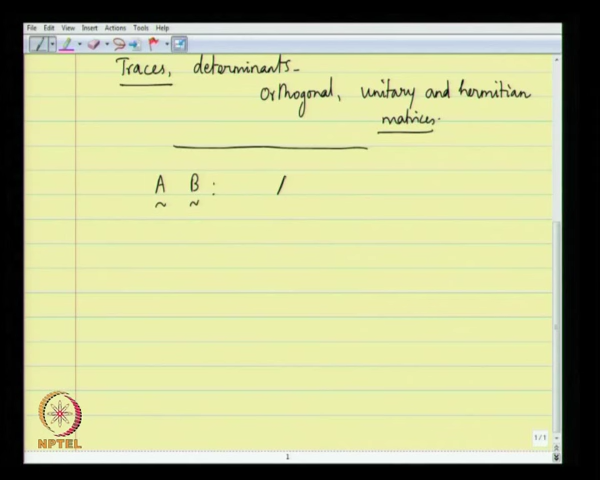 File Edit View Insert Actions Tools Help
Traces, determinants-
Orthogonal, unitary and hermitian
matrices.
A B : /
~ ~
NPTEL
1/1
1